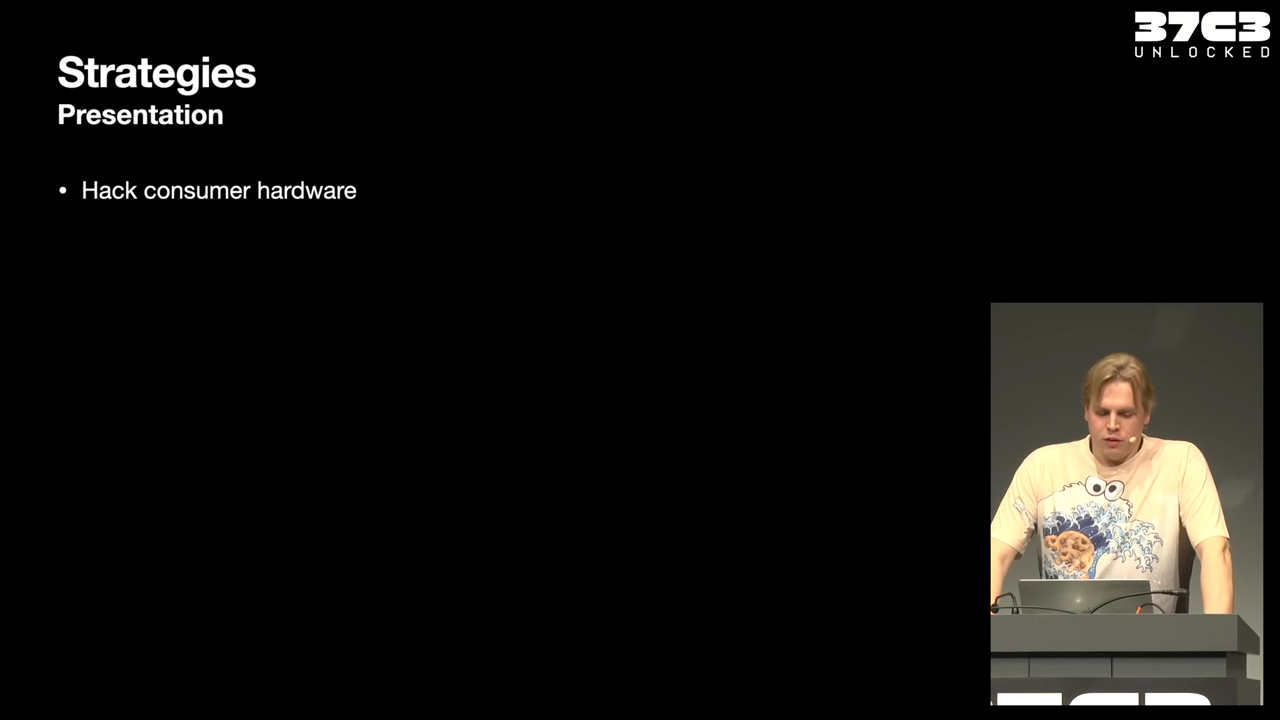 37C3
UNLOCKED
Strategies
Presentation
• Hack consumer hardware